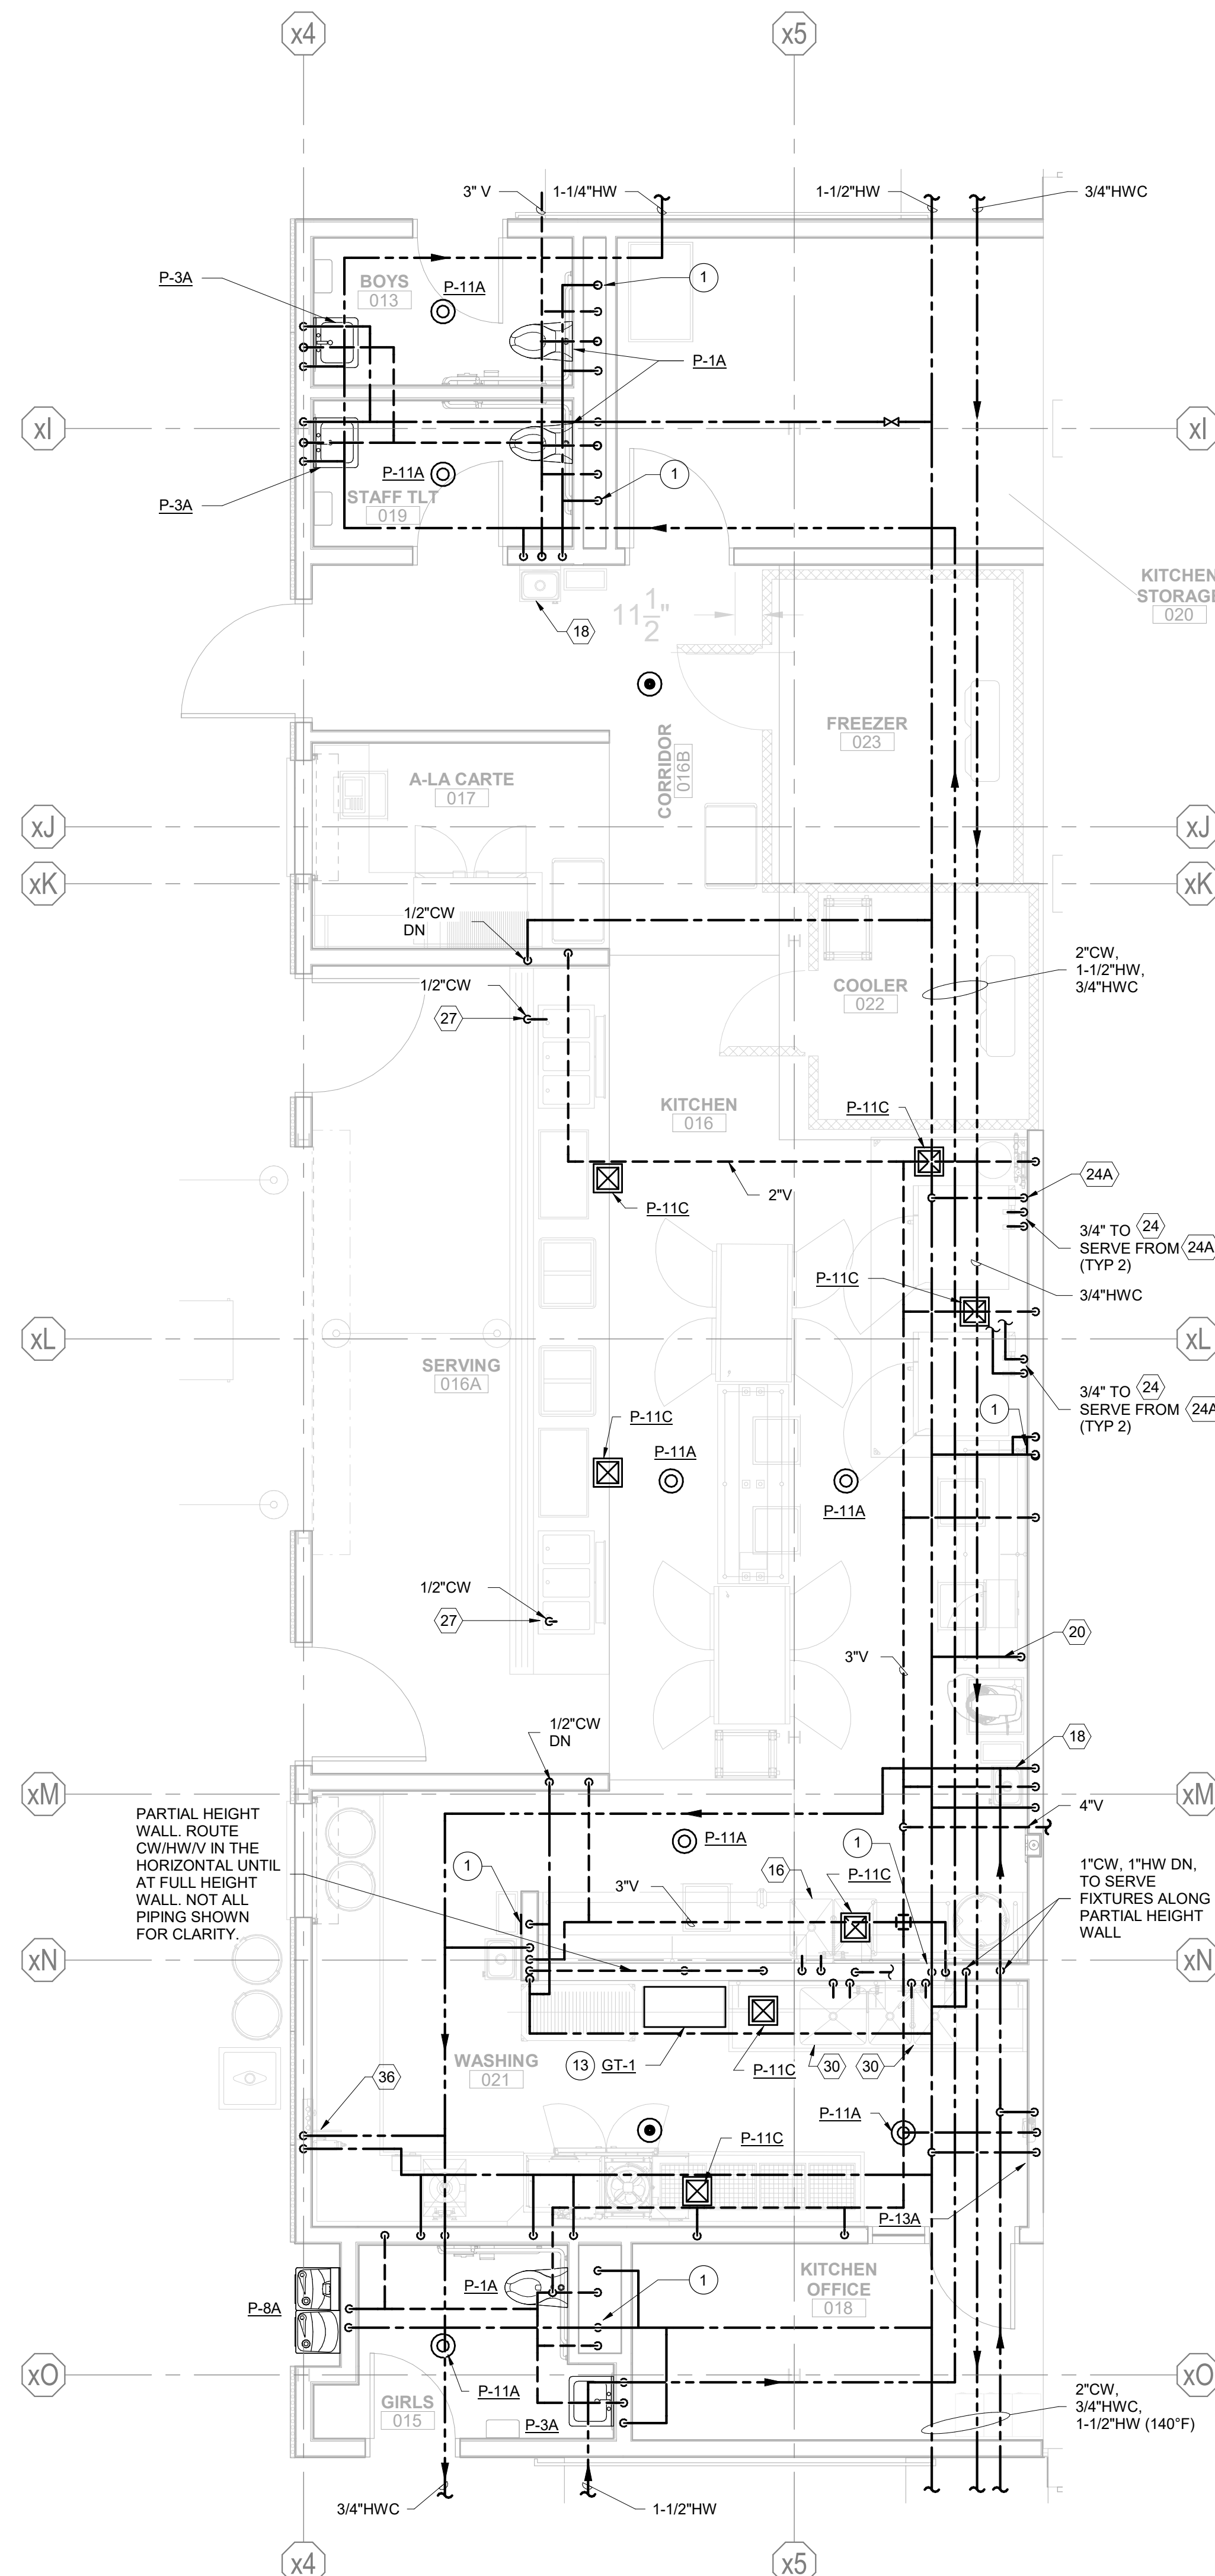 x4
x5
3" V
1-1/4"HW
1-1/2"HW
3/4"HWC
P-3A
BOYS
013
P-11A
1
P-1A
xI
xI
P-11A
1
P-3A
STAFF TLT
019
KITCHEN
STORAGE
020
18
11 1/2"
FREEZER
023
CORRIDOR
016B
A-LA CARTE
017
xJ
xJ
xK
xK
1/2"CW
DN
2"CW,
1-1/2"HW,
3/4"HWC
1/2"CW
27
COOLER
022
KITCHEN
016
P-11C
24A
2"V
P-11C
3/4" TO 24
SERVE FROM 24A
(TYP 2)
P-11C
3/4"HWC
xL
xL
SERVING
016A
3/4" TO 24
SERVE FROM 24A
(TYP 2)
1
P-11C
P-11A
P-11A
1/2"CW
27
20
3"V
1/2"CW
DN
18
xM
xM
4"V
PARTIAL HEIGHT
WALL. ROUTE
CW/HW/V IN THE
HORIZONTAL UNTIL
AT FULL HEIGHT
WALL. NOT ALL
PIPING SHOWN
FOR CLARITY.
P-11A
1
1
16
P-11C
3"V
1"CW, 1"HW DN,
TO SERVE
FIXTURES ALONG
PARTIAL HEIGHT
WALL
xN
xN
WASHING
021
13
GT-1
P-11C
30
30
36
P-11A
P-11C
P-13A
P-1A
1
KITCHEN
OFFICE
018
P-8A
xO
xO
P-11A
GIRLS
015
P-3A
2"CW,
3/4"HWC,
1-1/2"HW (140°F)
3/4"HWC
1-1/2"HW
x4
x5